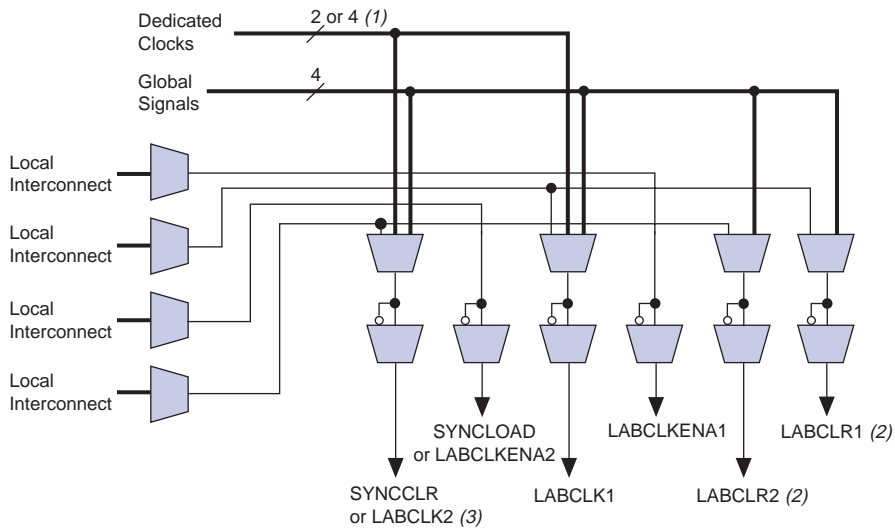 Dedicated
Clocks
2 or 4 (1)
Global
Signals
4
Local
Interconnect
Local
Interconnect
Local
Interconnect
Local
Interconnect
SYNCLOAD
or LABCLKENA2
LABCLKENA1
LABCLR1 (2)
SYNCCLR
or LABCLK2 (3)
LABCLK1
LABCLR2 (2)